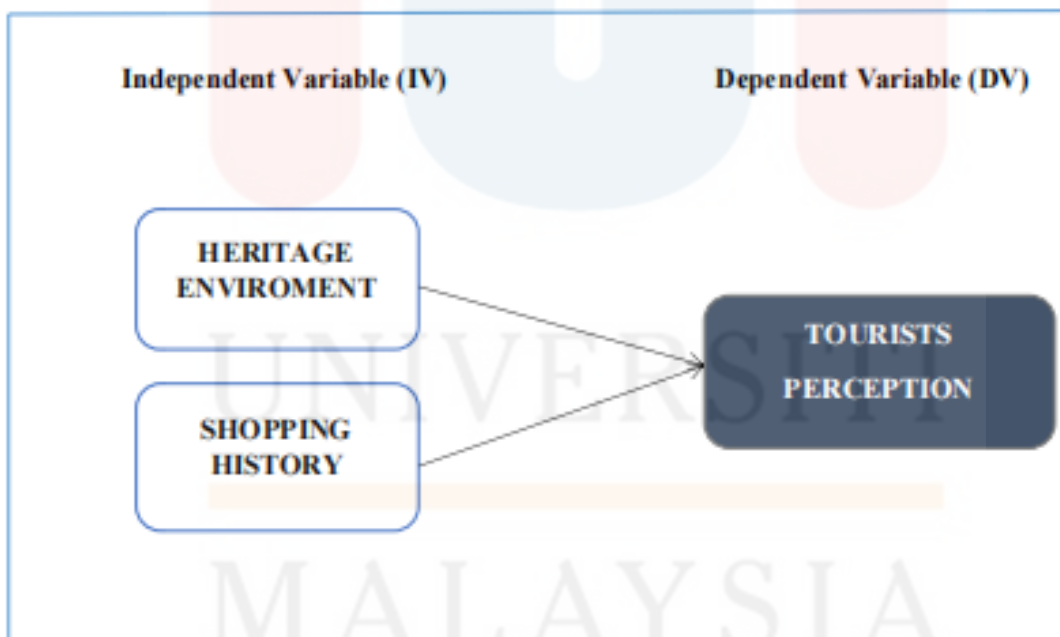 Independent Variable (IV)
Dependent Variable (DV)
HERITAGE
ENVIROMENT
SHOPPING
HISTORY
TOURISTS
PERCEPTION
UNIVERSITI
MALAYSIA